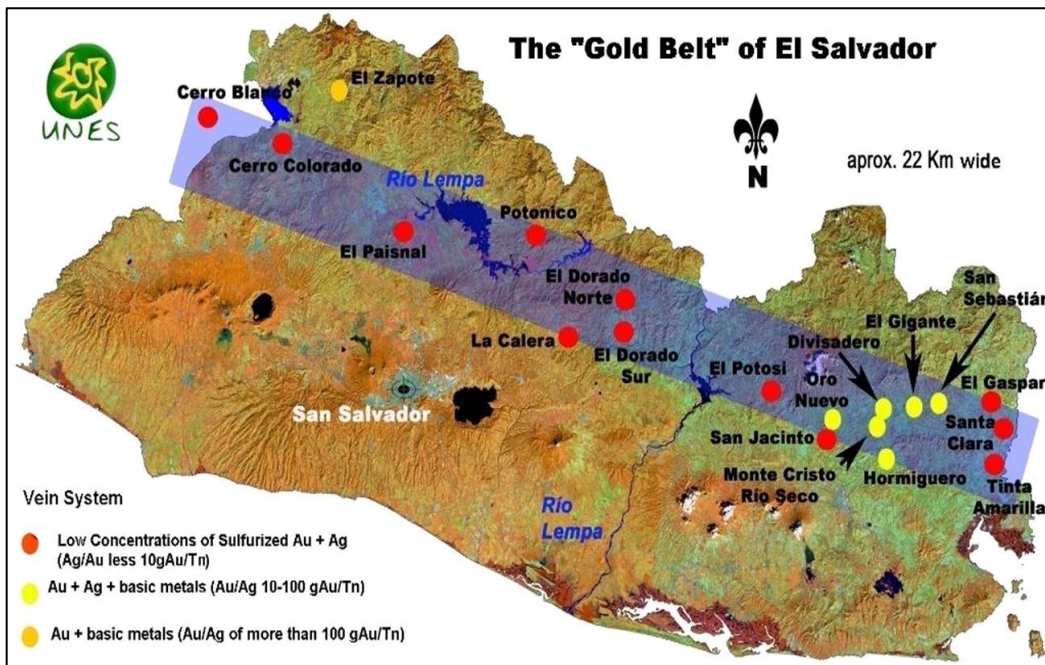 The "Gold Belt" of El Salvador
UNES
El Zapote
Cerro Blanco
Cerro Colorado
N
aprox. 22 Km wide
Río Lempa
Potonico
El Paisnal
El Dorado
Norte
San
Sebastián
El Gigante
Divisadero
La Calera
El Dorado
Sur
El Potosi
Oro
Nuevo
El Gaspar
San Salvador
San Jacinto
Santa
Clara
Monte Cristo
Río Seco
Hormiguero
Tinta
Amarilla
Río
Lempa
Vein System
Low Concentrations of Sulfurized Au + Ag
(Ag/Au less 10gAu/Tn)
Au + Ag + basic metals (Au/Ag 10-100 gAu/Tn)
Au + basic metals (Au/Ag of more than 100 gAu/Tn)